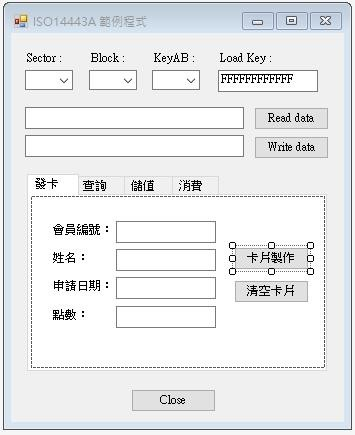 ISO14443A 範例程式
Sector : Block : KeyAB : Load Key :
FFFFFFFFFFFF
Read data
Write data
發卡 查詢 儲值 消費
會員編號：
姓名：
卡片製作
申請日期：
清空卡片
點數：
Close